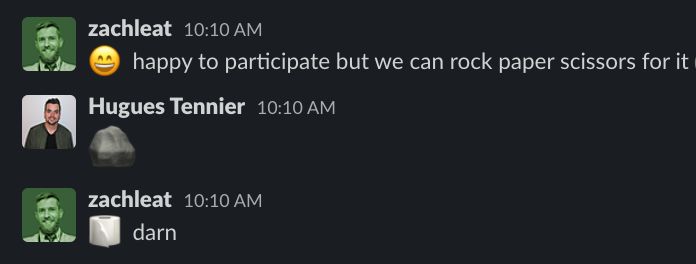 zachleat 10:10 AM
😄 happy to participate but we can rock paper scissors for it
Hugues Tennier 10:10 AM
🪨
zachleat 10:10 AM
🧻 darn